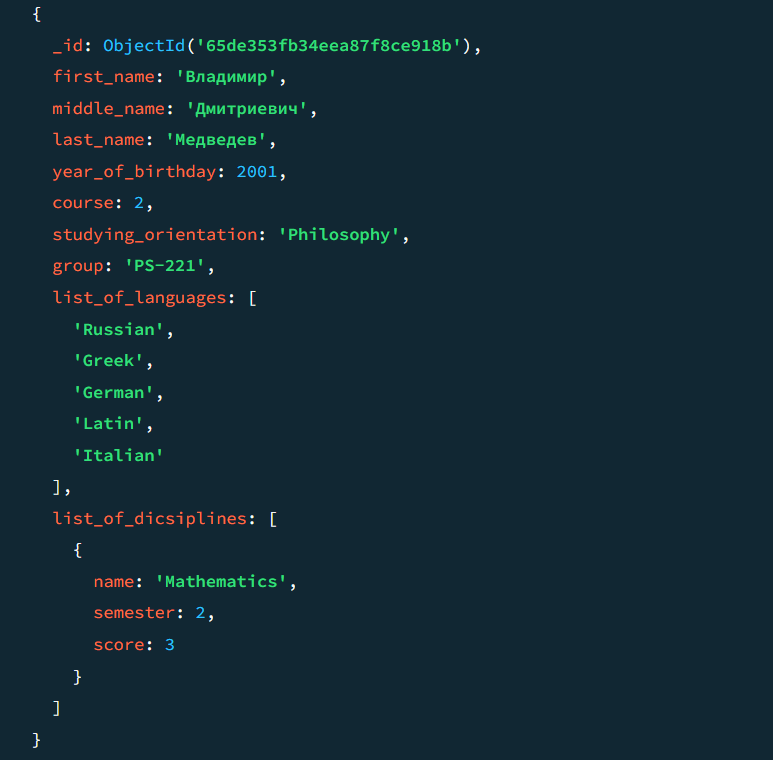 {
_id: ObjectId('65de353fb34eea87f8ce918b'),
first_name: 'Владимир',
middle_name: 'Дмитриевич',
last_name: 'Медведев',
year_of_birthday: 2001,
course: 2,
studying_orientation: 'Philosophy',
group: 'PS-221',
list_of_languages: [
'Russian',
'Greek',
'German',
'Latin',
'Italian'
],
list_of_dicsiplines: [
{
name: 'Mathematics',
semester: 2,
score: 3
}
]
}